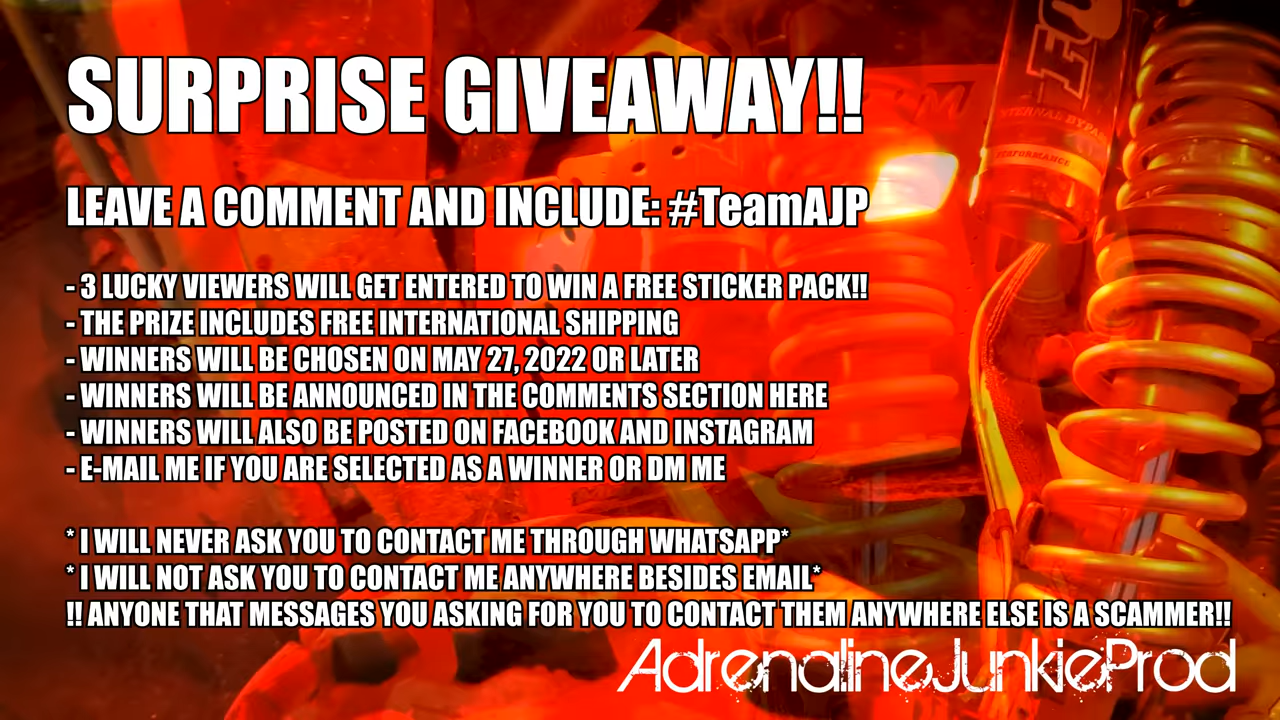 SURPRISE GIVEAWAY!!
LEAVE A COMMENT AND INCLUDE: #TeamAJP
- 3 LUCKY VIEWERS WILL GET ENTERED TO WIN A FREE STICKER PACK!!
- THE PRIZE INCLUDES FREE INTERNATIONAL SHIPPING
- WINNERS WILL BE CHOSEN ON MAY 27, 2022 OR LATER
- WINNERS WILL BE ANNOUNCED IN THE COMMENTS SECTION HERE
- WINNERS WILL ALSO BE POSTED ON FACEBOOK AND INSTAGRAM
- E-MAIL ME IF YOU ARE SELECTED AS A WINNER OR DM ME
* I WILL NEVER ASK YOU TO CONTACT ME THROUGH WHATSAPP*
* I WILL NOT ASK YOU TO CONTACT ME ANYWHERE BESIDES EMAIL*
!! ANYONE THAT MESSAGES YOU ASKING FOR YOU TO CONTACT THEM ANYWHERE ELSE IS A SCAMMER!!
AdrenalineJunkieProd
PERFORMANCE